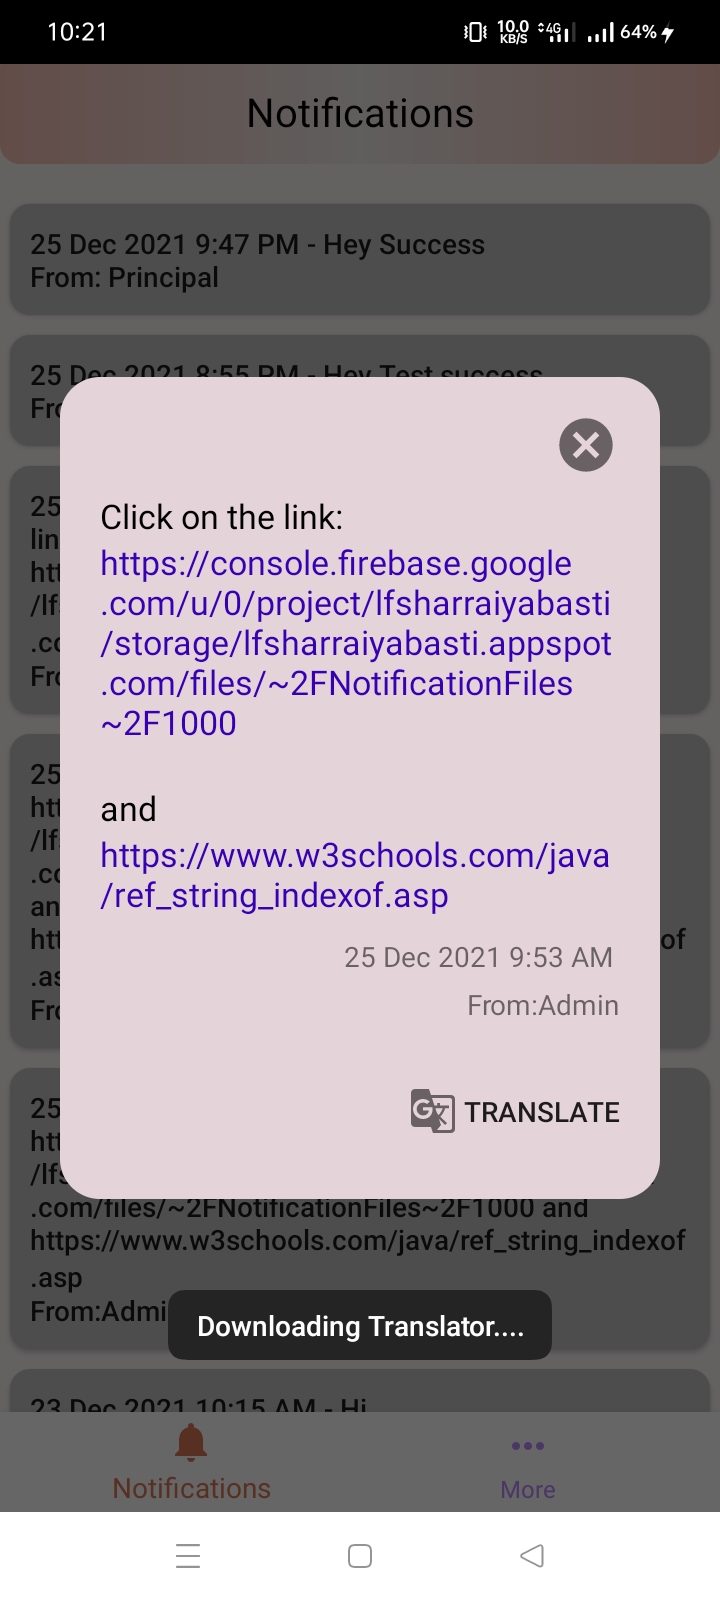 10:21
10.0
KB/S
4G
64%
Notifications
25 Dec 2021 9:47 PM - Hey Success
From: Principal
25 Dec 2021 8:55 PM - Hey Test success
Fr
25
lin
htt
/lf
.co
Fr
Click on the link:
https://console.firebase.google
.com/u/0/project/lfsharraiyabasti
/storage/lfsharraiyabasti.appspot
.com/files/~2FNotificationFiles
~2F1000
and
https://www.w3schools.com/java
/ref_string_indexof.asp
25 Dec 2021 9:53 AM
From:Admin
TRANSLATE
25
htt
/lf
.co
an
htt
of
.as
Fr
25
htt
/lfs
.com/files/~2FNotificationFiles~2F1000 and
https://www.w3schools.com/java/ref_string_indexof
.asp
From:Admi
Downloading Translator....
23 Dec 2021 10:15 AM - Hi
Notifications
More